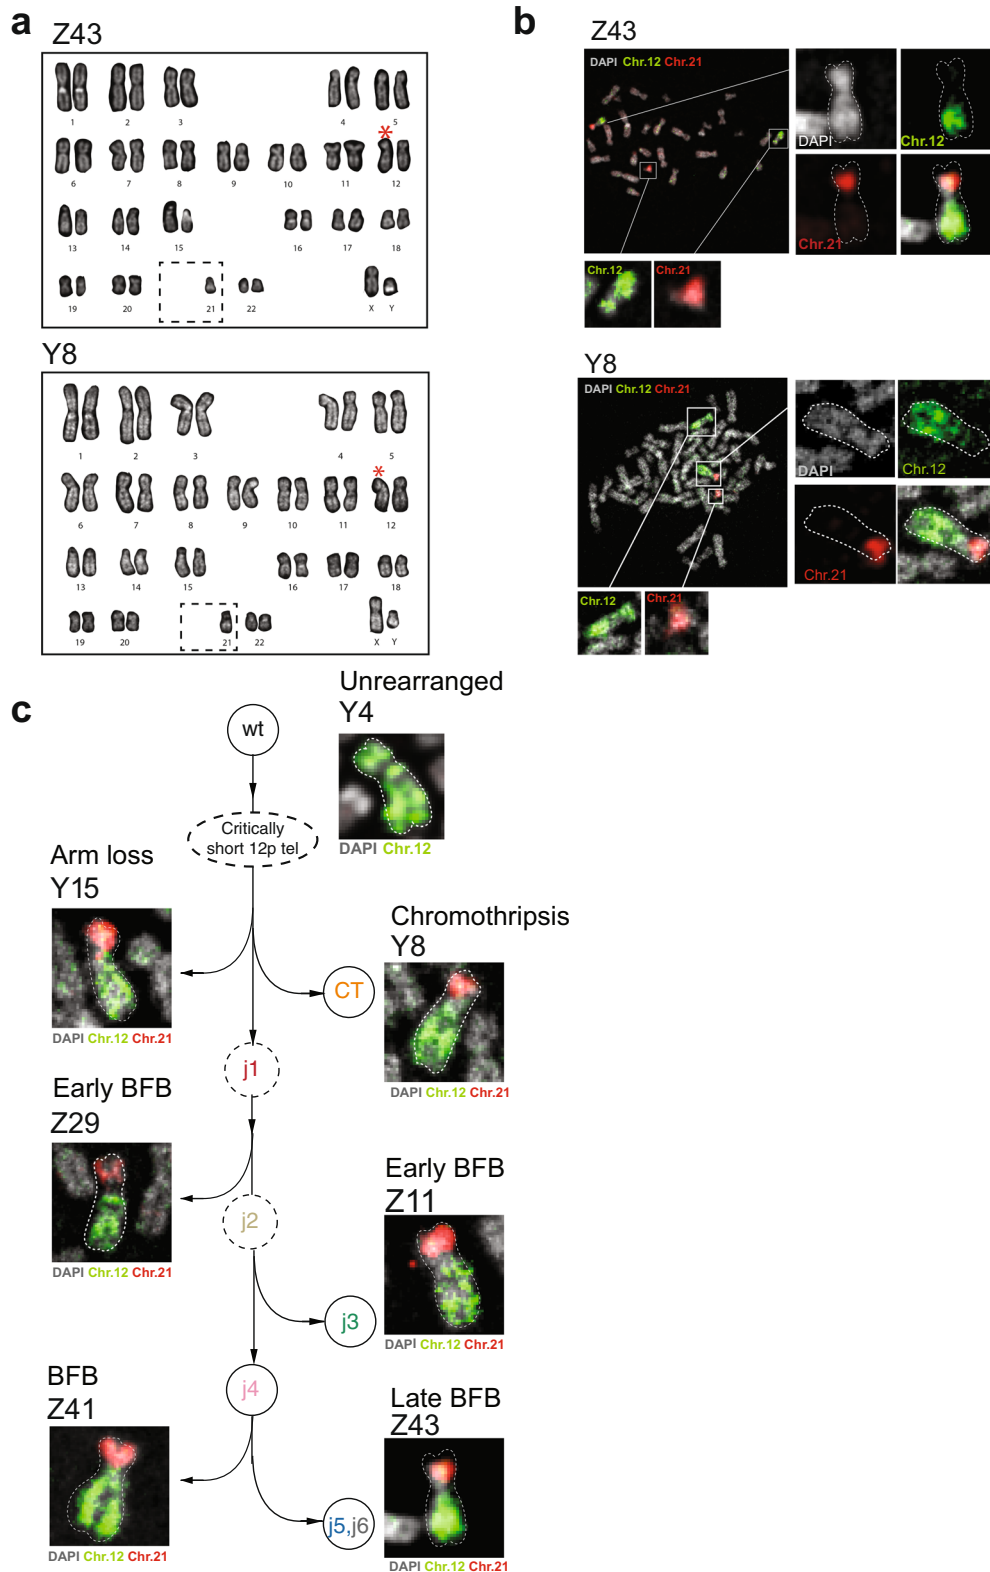 a
Z43
1 2 3 4 5
*
6 7 8 9 10 11 12
13 14 15 16 17 18
19 20 21 22 X Y
Y8
1 2 3 4 5
*
6 7 8 9 10 11 12
13 14 15 16 17 18
19 20 21 22 X Y
b
Z43
DAPI Chr.12 Chr.21
DAPI
Chr.12
Chr.21
Chr.12
Chr.21
Y8
DAPI Chr.12 Chr.21
DAPI
Chr.12
Chr.21
Chr.12
Chr.21
c
wt
Unrearranged
Y4
DAPI Chr.12
Critically
short 12p tel
Arm loss
Y15
DAPI Chr.12 Chr.21
Chromothripsis
Y8
CT
DAPI Chr.12 Chr.21
j1
Early BFB
Z29
DAPI Chr.12 Chr.21
j2
Early BFB
Z11
j3
DAPI Chr.12 Chr.21
j4
BFB
Z41
DAPI Chr.12 Chr.21
Late BFB
Z43
j5,j6
DAPI Chr.12 Chr.21